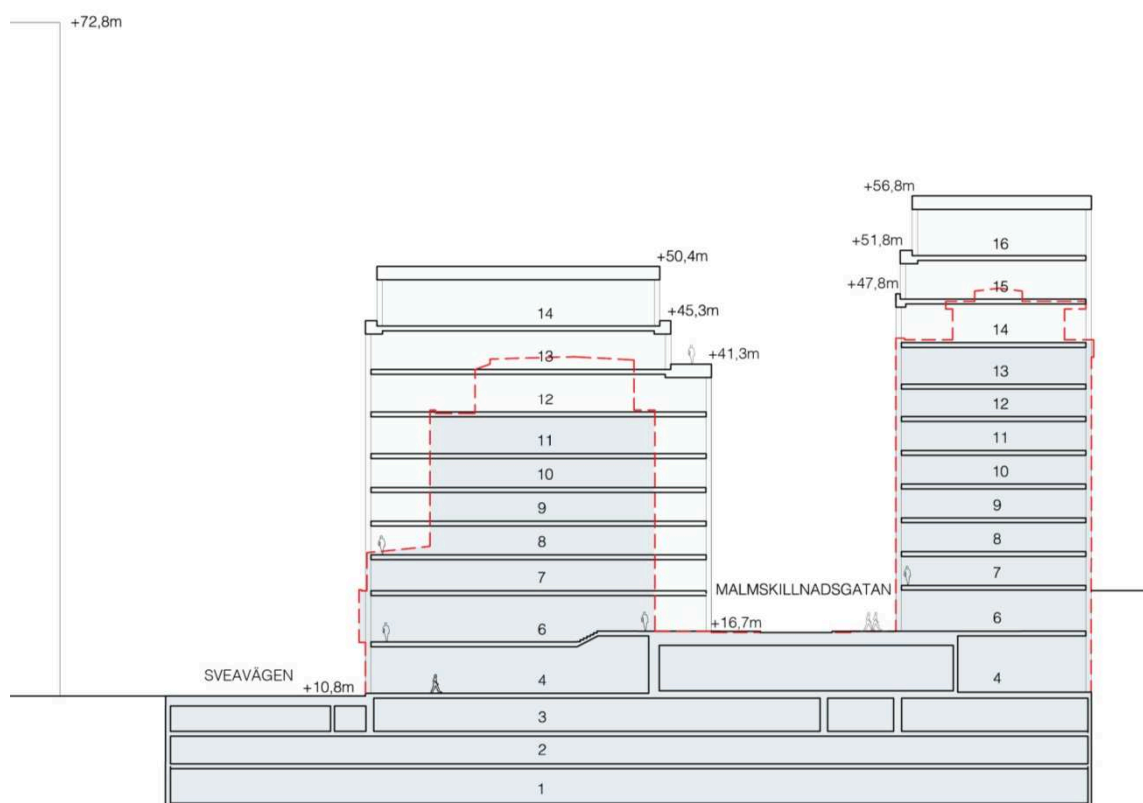 +72,8m
+56,8m
16
+51,8m
+50,4m
15
+47,8m
14
+45,3m
14
13
+41,3m
13
12
12
11
11
10
10
9
9
8
8
7
7
MALMSKILLNADSGATAN
6
+16,7m
6
SVEAVÄGEN
+10,8m
4
4
3
2
1